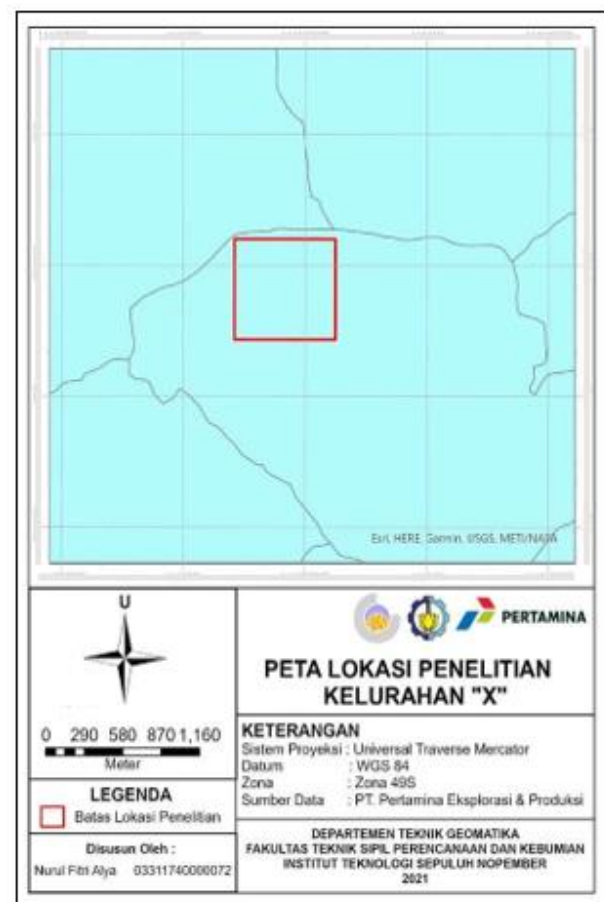 Esri, HERE, Garmin, USGS, METI/NASA
U
0 290 580 870 1,160
Meter
LEGENDA
Batas Lokasi Penelitian
Disusun Oleh :
Nurul Fitri Alya 03311740000072
PERTAMINA
PETA LOKASI PENELITIAN
KELURAHAN "X"
KETERANGAN
Sistem Proyeksi : Universal Traverse Mercator
Datum : WGS 84
Zona : Zona 49S
Sumber Data : PT. Pertamina Eksplorasi & Produksi
DEPARTEMEN TEKNIK GEOMATIKA
FAKULTAS TEKNIK SIPIL PERENCANAAN DAN KEBUMIAN
INSTITUT TEKNOLOGI SEPULUH NOPEMBER
2021